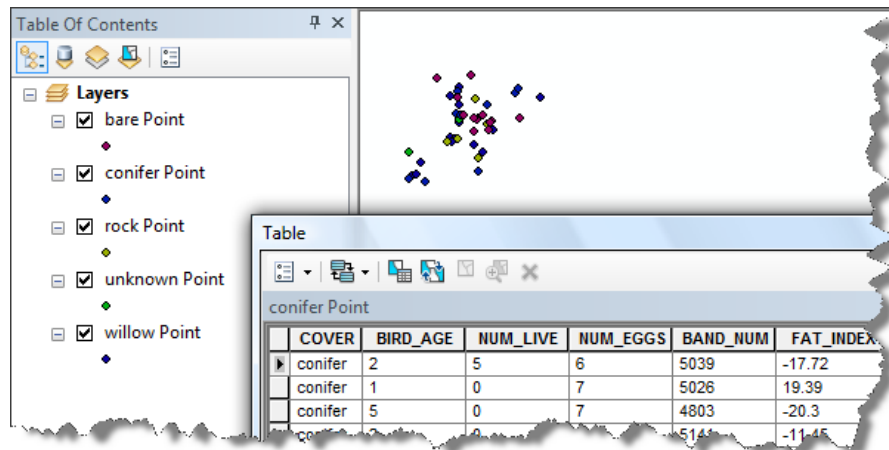 Table Of Contents
Layers
bare Point
conifer Point
rock Point
unknown Point
willow Point
Table
conifer Point
COVER BIRD_AGE NUM_LIVE NUM_EGGS BAND_NUM FAT_INDEX
conifer 2 5 6 5039 -17.72
conifer 1 0 7 5026 19.39
conifer 5 0 7 4803 -20.3